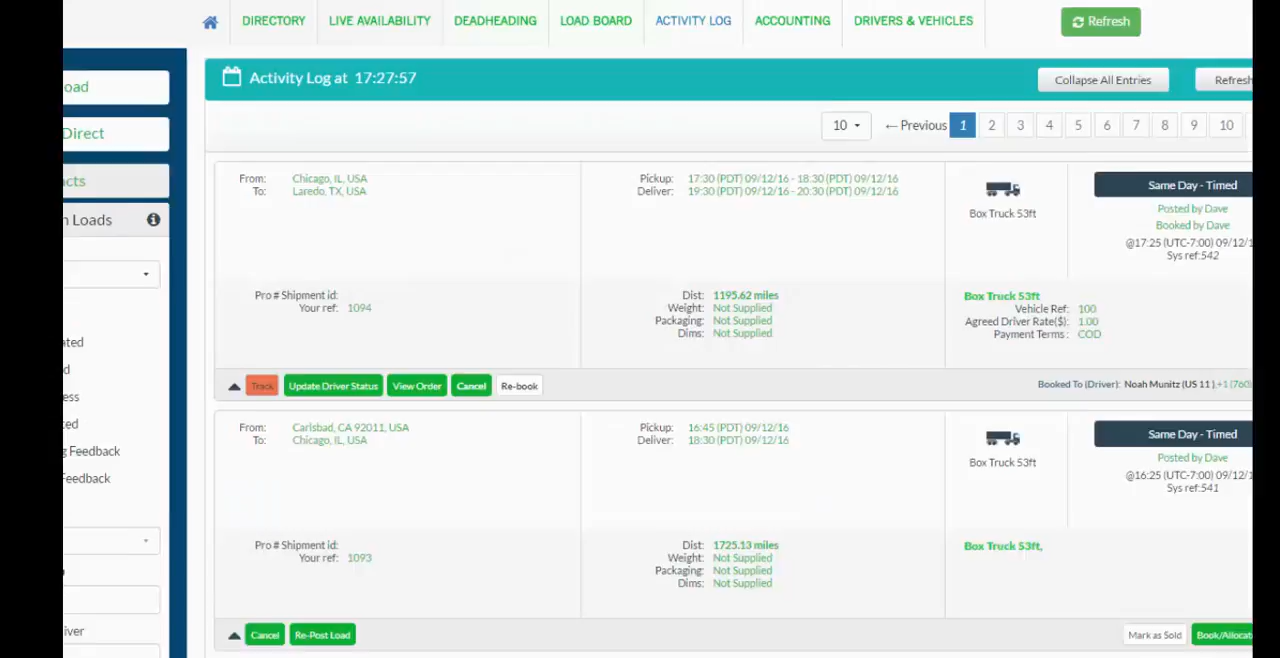 DIRECTORY LIVE AVAILABILITY DEADHEADING LOAD BOARD ACTIVITY LOG ACCOUNTING DRIVERS & VEHICLES Refresh
Activity Log at 17:27:57 Collapse All Entries Refresh
10 ←Previous 1 2 3 4 5 6 7 8 9 10
oad
Direct
acts
n Loads
ated
d
ess
ted
g Feedback
Feedback
iver
From: Chicago, IL, USA
To: Laredo, TX, USA
Pickup: 17:30 (PDT) 09/12/16 - 18:30 (PDT) 09/12/16
Deliver: 19:30 (PDT) 09/12/16 - 20:30 (PDT) 09/12/16
Box Truck 53ft
Same Day - Timed
Posted by Dave
Booked by Dave
@17:25 (UTC-7:00) 09/12/1
Sys ref:542
Pro # Shipment id:
Your ref: 1094
Dist: 1195.62 miles
Weight: Not Supplied
Packaging: Not Supplied
Dims: Not Supplied
Box Truck 53ft
Vehicle Ref: 100
Agreed Driver Rate($): 1.00
Payment Terms : COD
Track Update Driver Status View Order Cancel Re-book Booked To (Driver): Noah Munitz (US 11 ),+1 (760)
From: Carlsbad, CA 92011, USA
To: Chicago, IL, USA
Pickup: 16:45 (PDT) 09/12/16
Deliver: 18:30 (PDT) 09/12/16
Box Truck 53ft
Same Day - Timed
Posted by Dave
@16:25 (UTC-7:00) 09/12/1
Sys ref:541
Pro # Shipment id:
Your ref: 1093
Dist: 1725.13 miles
Weight: Not Supplied
Packaging: Not Supplied
Dims: Not Supplied
Box Truck 53ft,
Cancel Re-Post Load Mark as Sold Book/Allocat